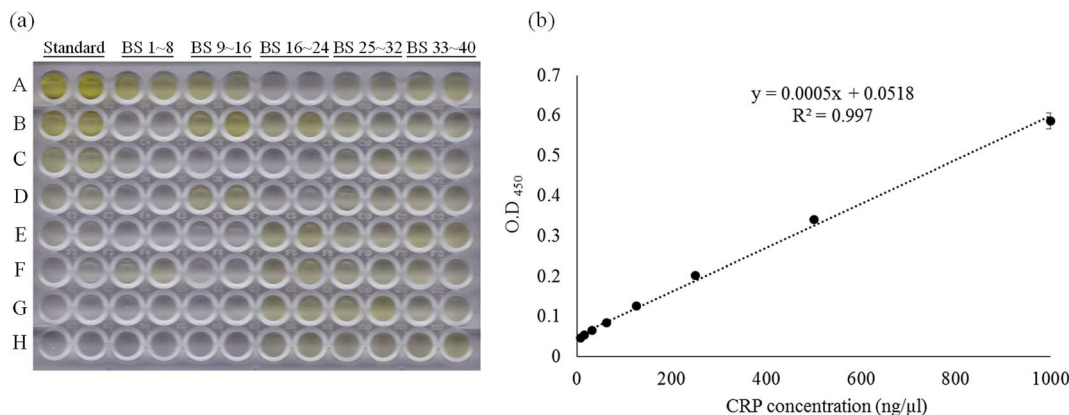 (a)
Standard BS 1~8 BS 9~16 BS 16~24 BS 25~32 BS 33~40
A
B
C
D
E
F
G
H
(b)
0.7
0.6
0.5
0.4
0.3
0.2
0.1
0
O.D 450
y = 0.0005x + 0.0518
R² = 0.997
0 200 400 600 800 1000
CRP concentration (ng/µl)